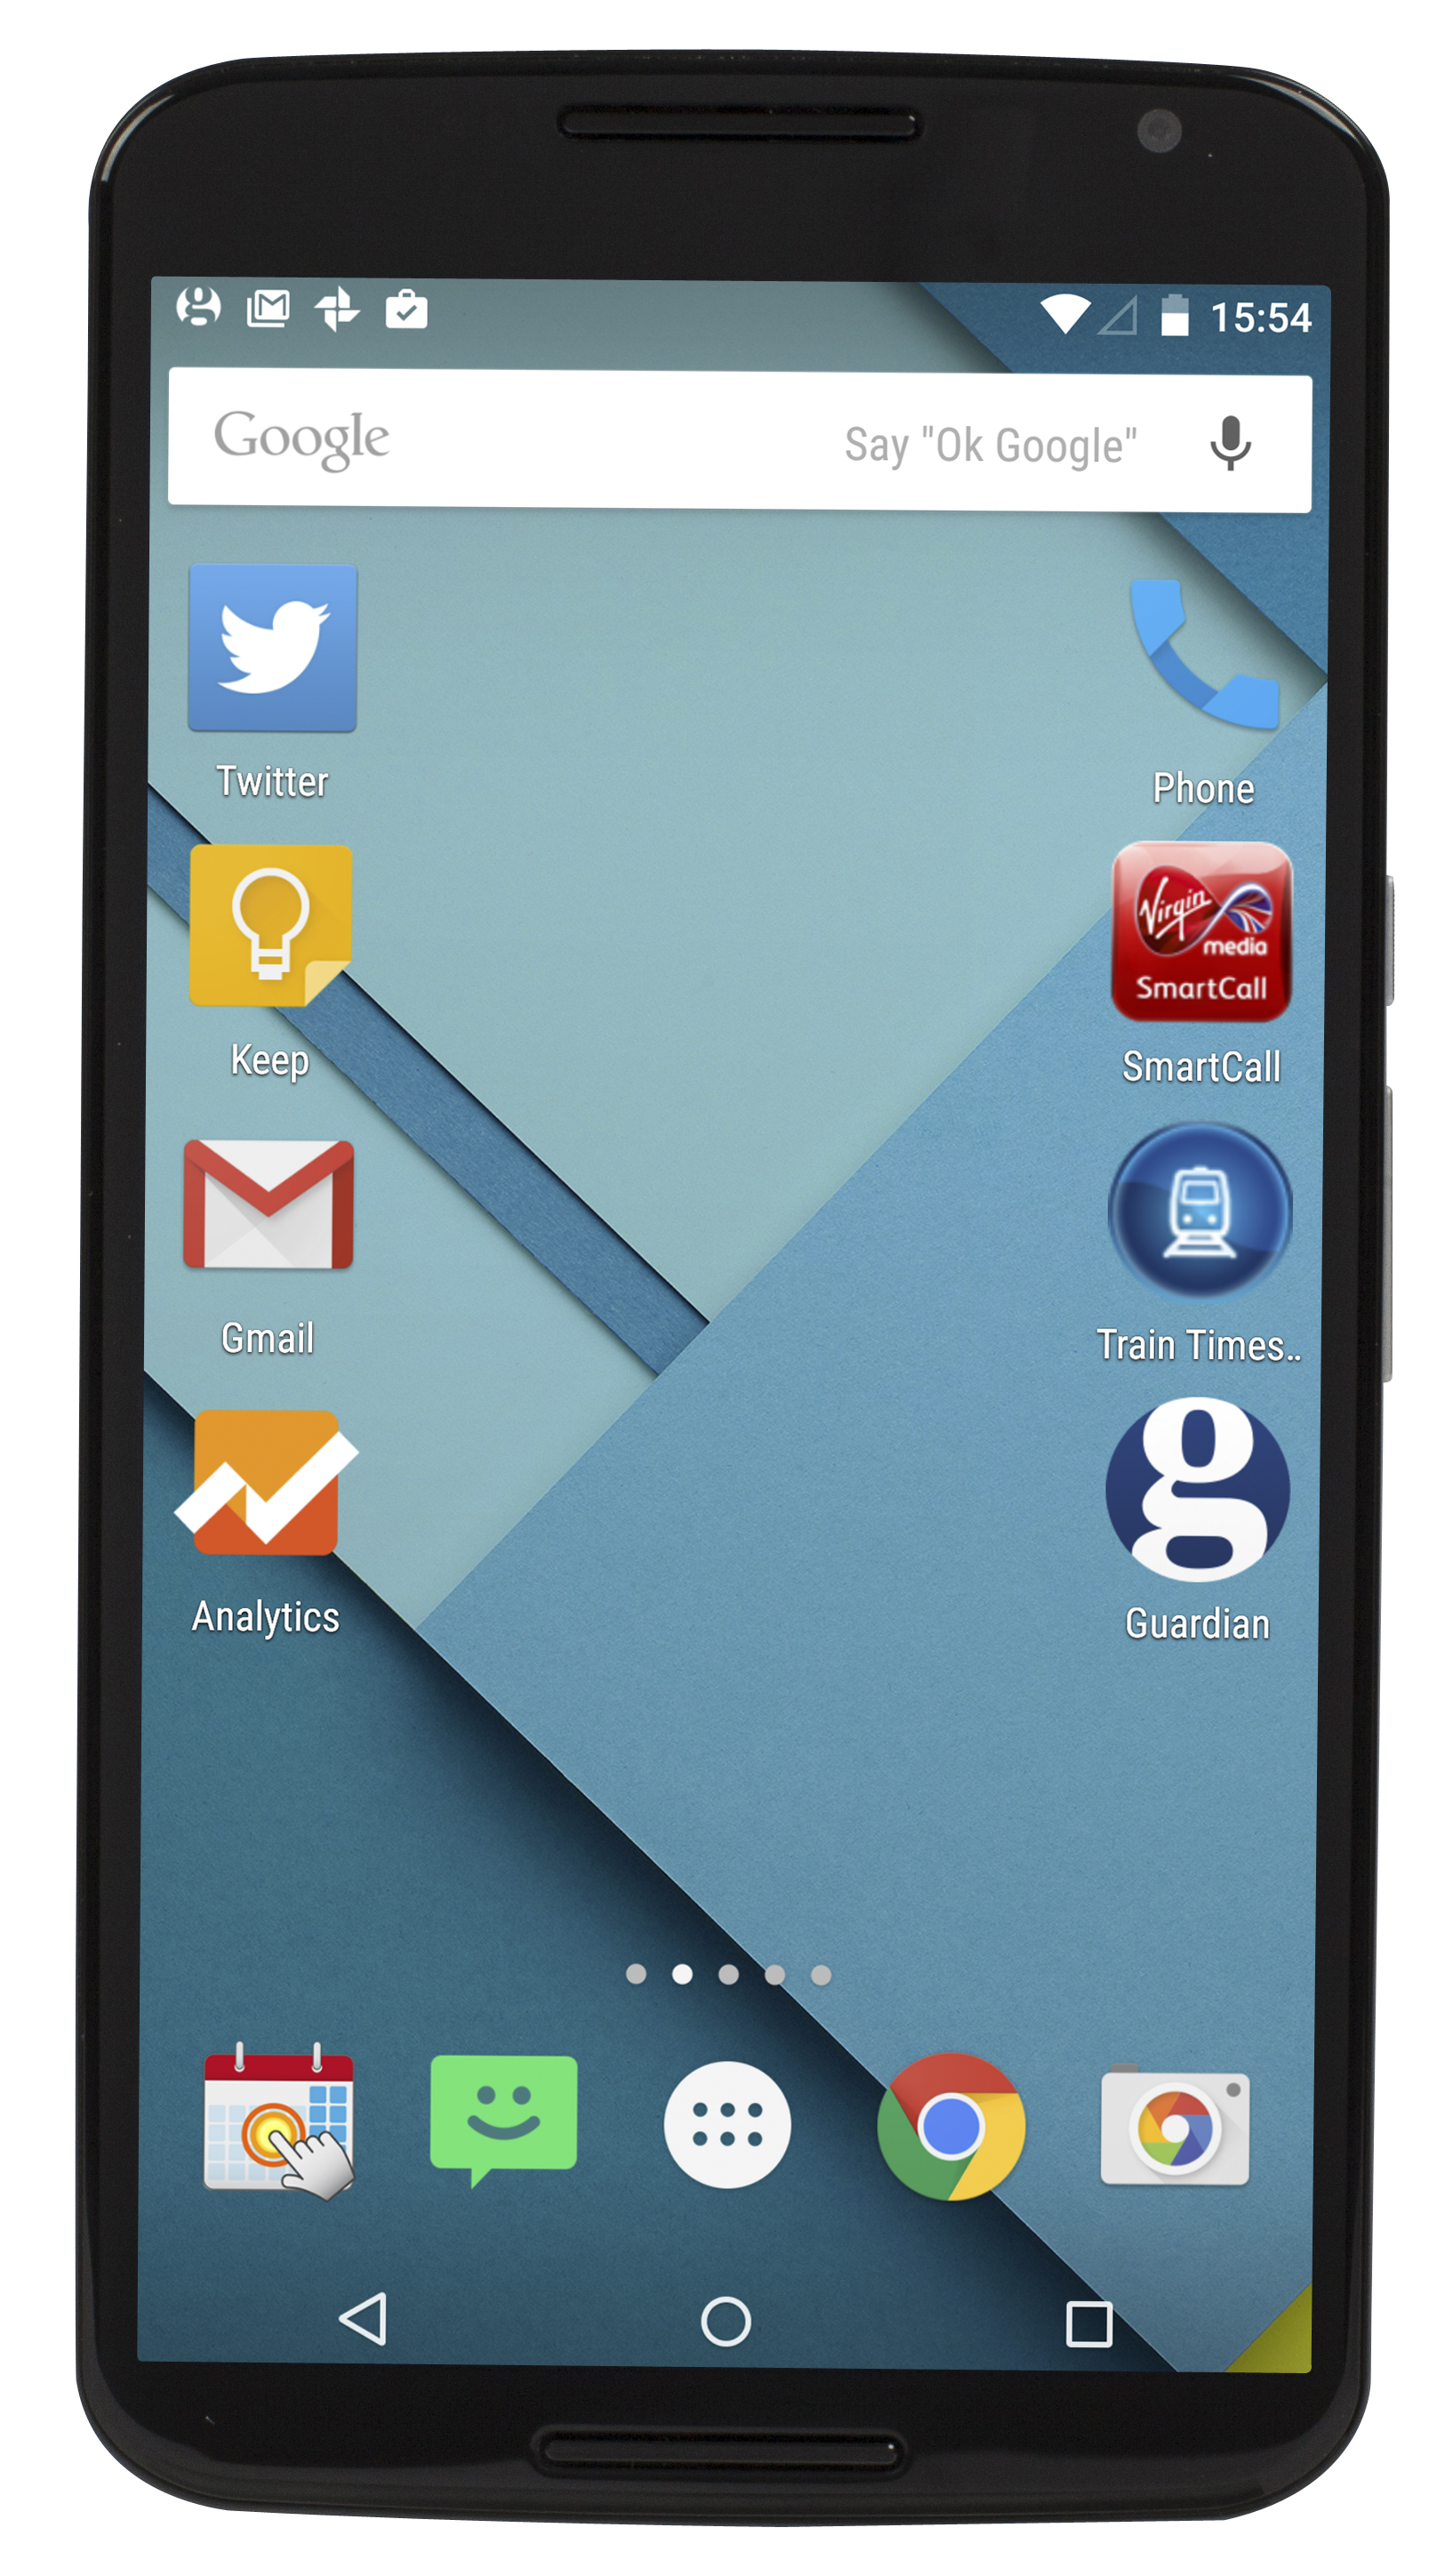 15:54
Google Say "Ok Google"
Twitter
Phone
Virgin
media
SmartCall
Keep
SmartCall
Gmail
Train Times..
g
Analytics
Guardian